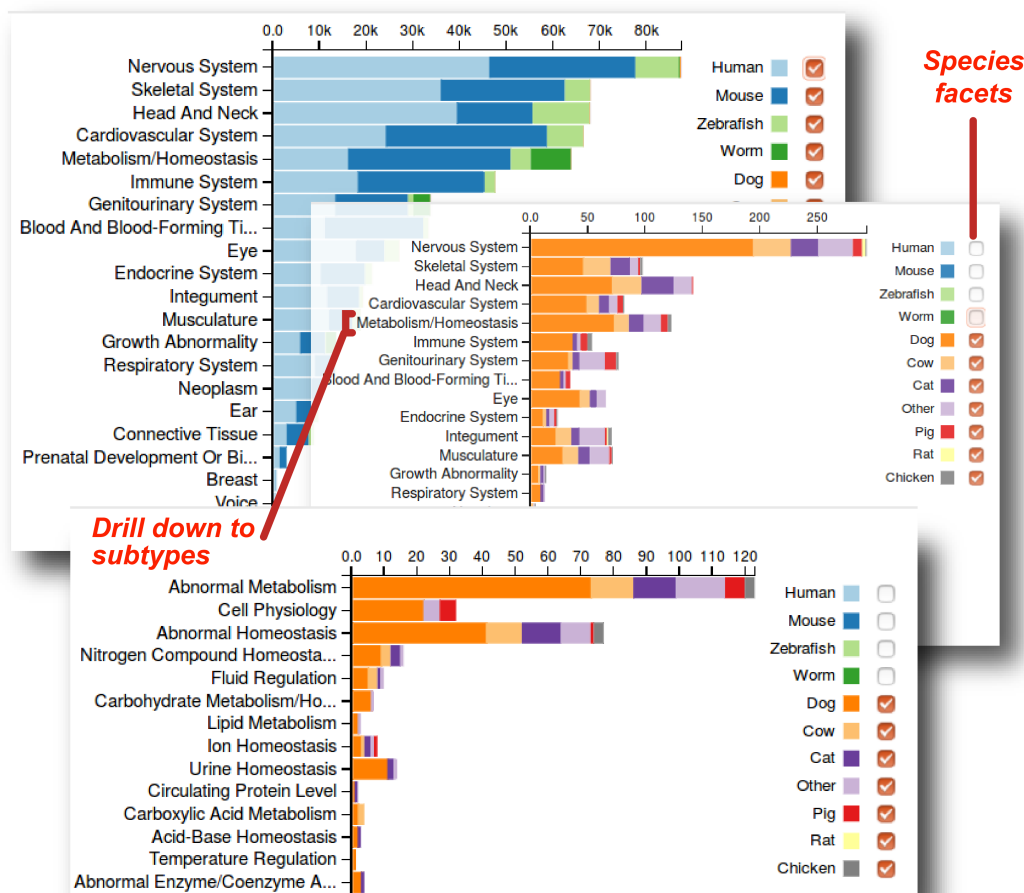 0.0 10k 20k 30k 40k 50k 60k 70k 80k
Nervous System
Skeletal System
Head And Neck
Cardiovascular System
Metabolism/Homeostasis
Immune System
Genitourinary System
Blood And Blood-Forming Ti...
Eye
Endocrine System
Integument
Musculature
Growth Abnormality
Respiratory System
Neoplasm
Ear
Connective Tissue
Prenatal Development Or Bi...
Breast
Voice
Human
Mouse
Zebrafish
Worm
Dog
Species
facets
0.0 50 100 150 200 250
Nervous System
Skeletal System
Head And Neck
Cardiovascular System
Metabolism/Homeostasis
Immune System
Genitourinary System
Blood And Blood-Forming Ti...
Eye
Endocrine System
Integument
Musculature
Growth Abnormality
Respiratory System
Human
Mouse
Zebrafish
Worm
Dog
Cow
Cat
Other
Pig
Rat
Chicken
Drill down to
subtypes
0.0 10 20 30 40 50 60 70 80 90 100 110 120
Abnormal Metabolism
Cell Physiology
Abnormal Homeostasis
Nitrogen Compound Homeosta...
Fluid Regulation
Carbohydrate Metabolism/Ho...
Lipid Metabolism
Ion Homeostasis
Urine Homeostasis
Circulating Protein Level
Carboxylic Acid Metabolism
Acid-Base Homeostasis
Temperature Regulation
Abnormal Enzyme/Coenzyme A...
Human
Mouse
Zebrafish
Worm
Dog
Cow
Cat
Other
Pig
Rat
Chicken